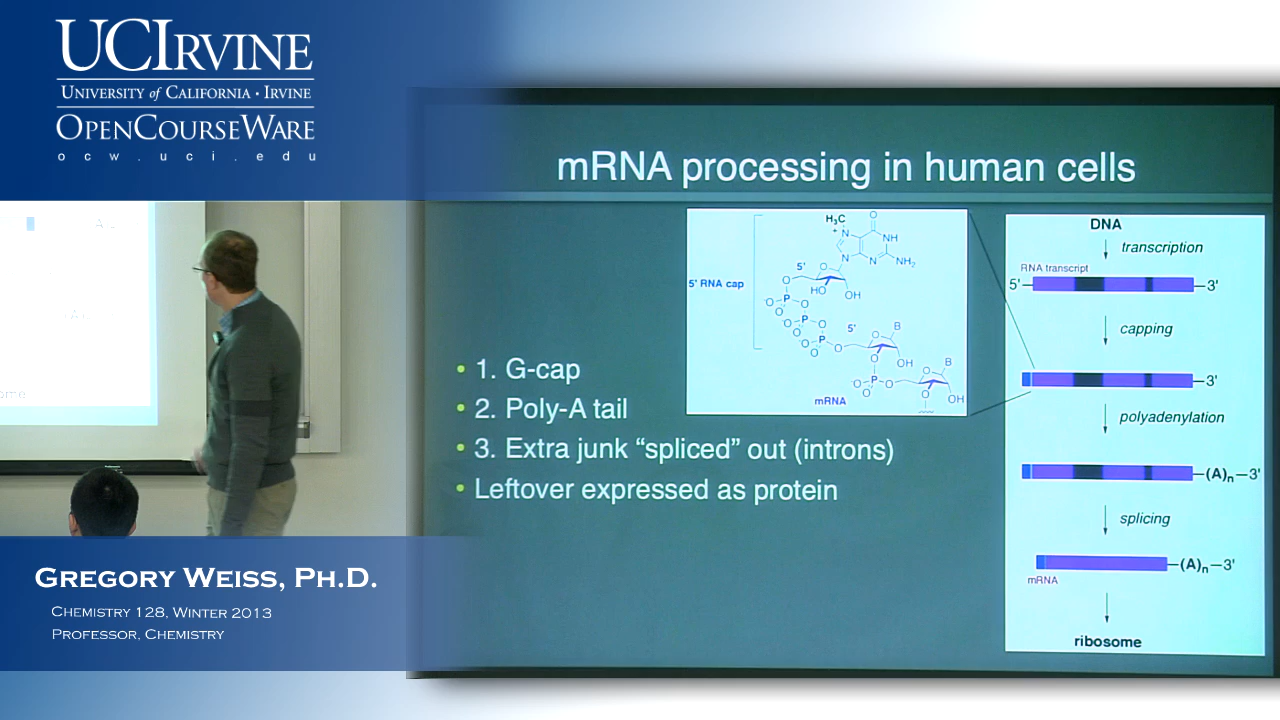 UCIRVINE
UNIVERSITY of CALIFORNIA • IRVINE
OPENCOURSEWARE
ocw.uci.edu
GREGORY WEISS, PH.D.
CHEMISTRY 128, WINTER 2013
PROFESSOR, CHEMISTRY
mRNA processing in human cells
• 1. G-cap
• 2. Poly-A tail
• 3. Extra junk “spliced” out (introns)
• Leftover expressed as protein
5' RNA cap
H₃C
O
+
N
NH
N
N
N
NH₂
5'
O
O
HO
OH
O
P
O
O
P
O
O
P
O
5'
O
O
B
O
OH
P
O
O
B
O
OH
mRNA
DNA
transcription
RNA transcript
5'
3'
capping
3'
polyadenylation
(A)n
3'
splicing
(A)n
3'
mRNA
ribosome